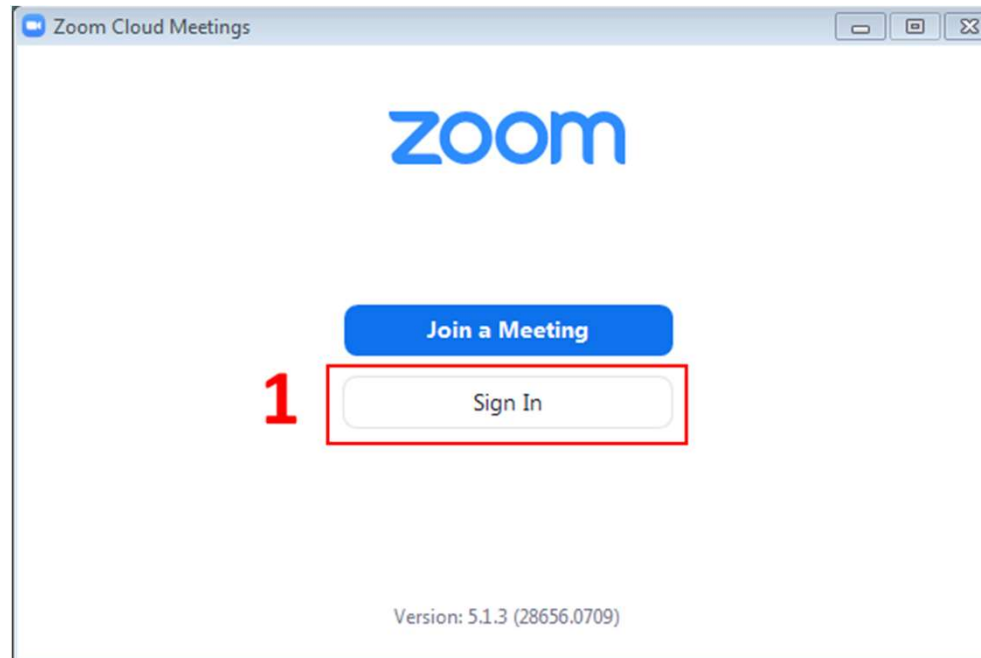 Zoom Cloud Meetings
zoom
Join a Meeting
1
Sign In
Version: 5.1.3 (28656.0709)